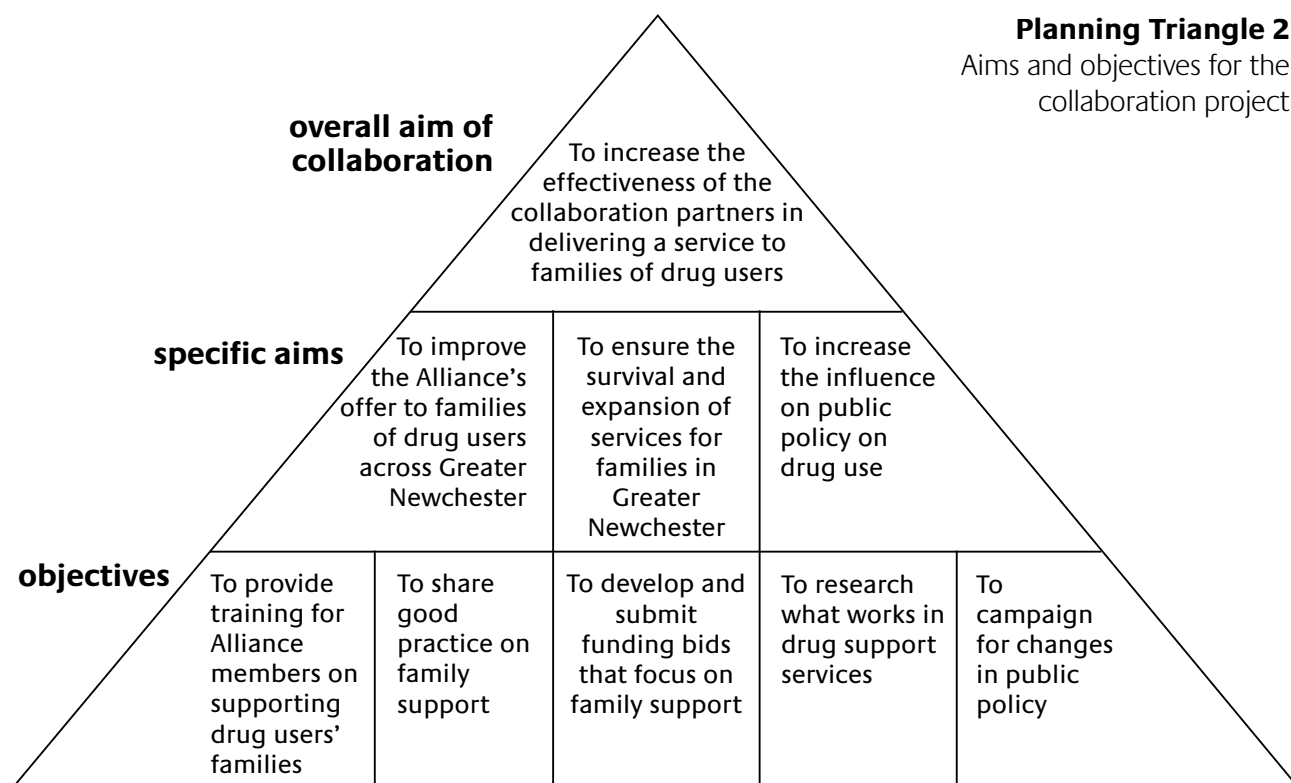 Planning Triangle 2
Aims and objectives for the
collaboration project
overall aim of
collaboration
To increase the
effectiveness of the
collaboration partners in
delivering a service to
families of drug users
specific aims
To improve
the Alliance’s
offer to families
of drug users
across Greater
Newchester
To ensure the
survival and
expansion of
services for
families in
Greater
Newchester
To increase
the influence
on public
policy on
drug use
objectives
To provide
training for
Alliance
members on
supporting
drug users’
families
To share
good
practice on
family
support
To develop and
submit
funding bids
that focus on
family support
To research
what works in
drug support
services
To
campaign
for changes
in public
policy